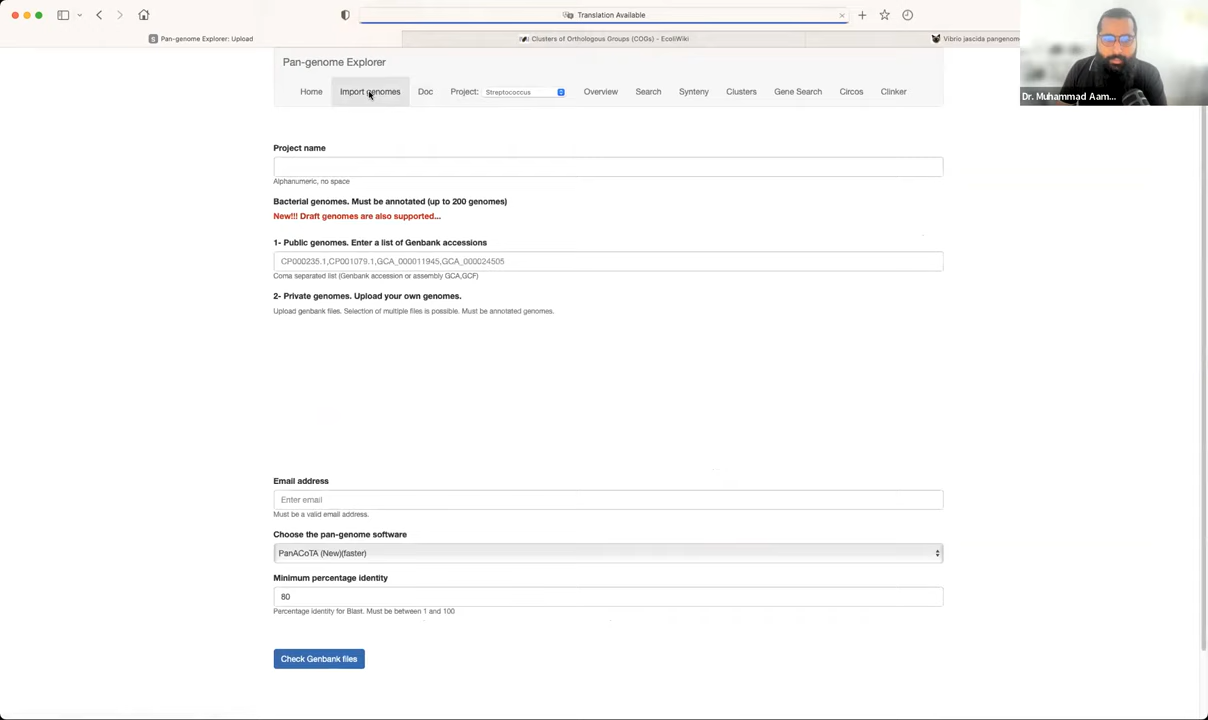 Translation Available
Pan-genome Explorer: Upload
Clusters of Orthologous Groups (COGs) - EcoliWiki
Vibrio jascida pangenom
Dr. Muhammad Aam...
Pan-genome Explorer
Home Import genomes Doc Project: Streptococcus Overview Search Synteny Clusters Gene Search Circos Clinker
Project name
Alphanumeric, no space
Bacterial genomes. Must be annotated (up to 200 genomes)
New!!! Draft genomes are also supported...
1- Public genomes. Enter a list of Genbank accessions
CP000235.1,CP001079.1,GCA_000011945,GCA_000024505
Coma separated list (Genbank accession or assembly GCA,GCF)
2- Private genomes. Upload your own genomes.
Upload genbank files. Selection of multiple files is possible. Must be annotated genomes.
Email address
Enter email
Must be a valid email address.
Choose the pan-genome software
PanACoTA (New)(faster)
Minimum percentage identity
80
Percentage identity for Blast. Must be between 1 and 100
Check Genbank files